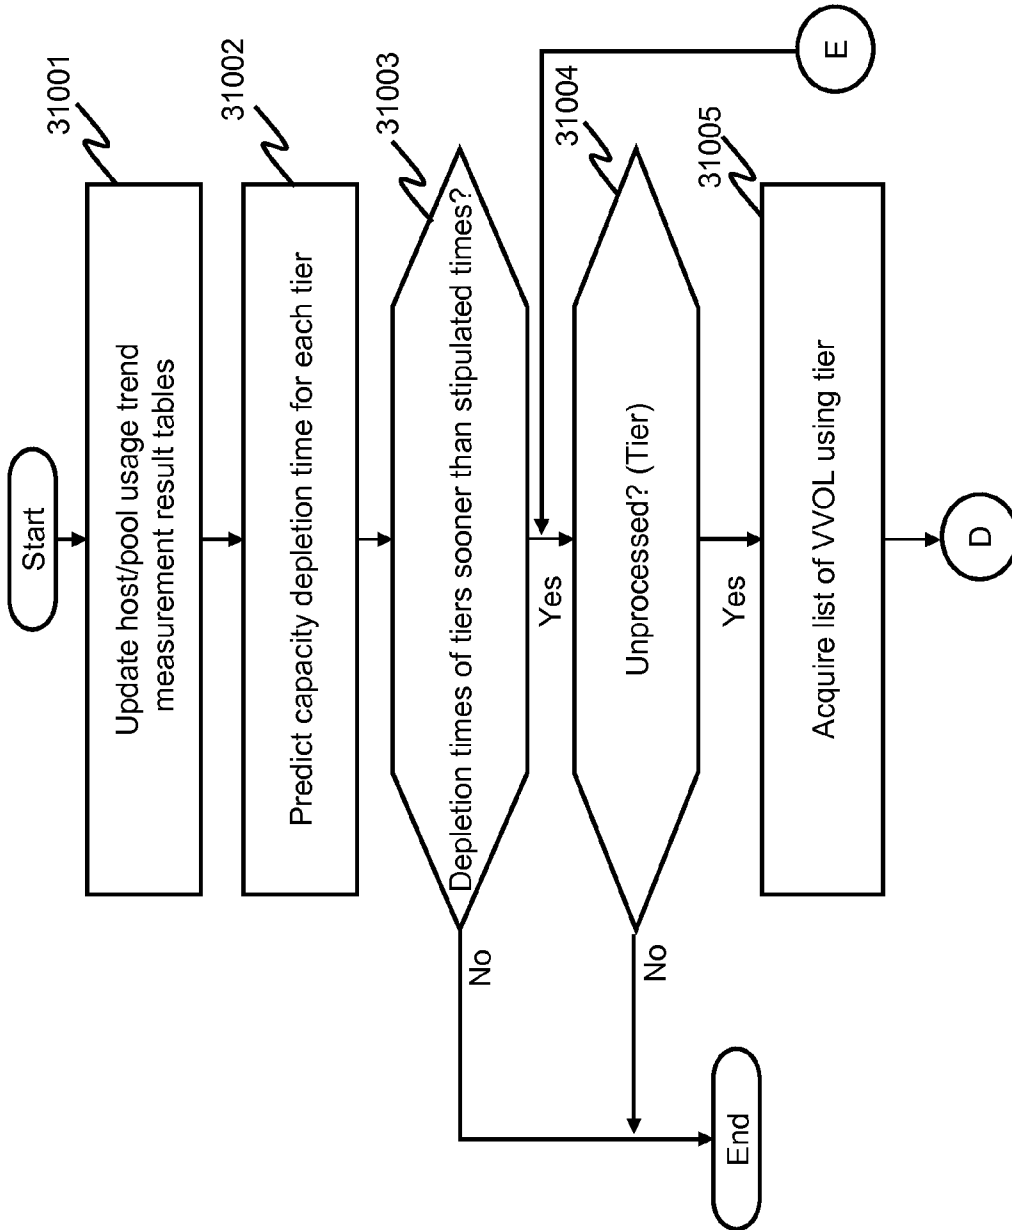 Start
31001
Update host/pool usage trend
measurement result tables
31002
Predict capacity depletion time for each tier
31003
Depletion times of tiers sooner than stipulated times?
No
Yes
E
31004
Unprocessed? (Tier)
No
Yes
31005
Acquire list of VVOL using tier
End
D